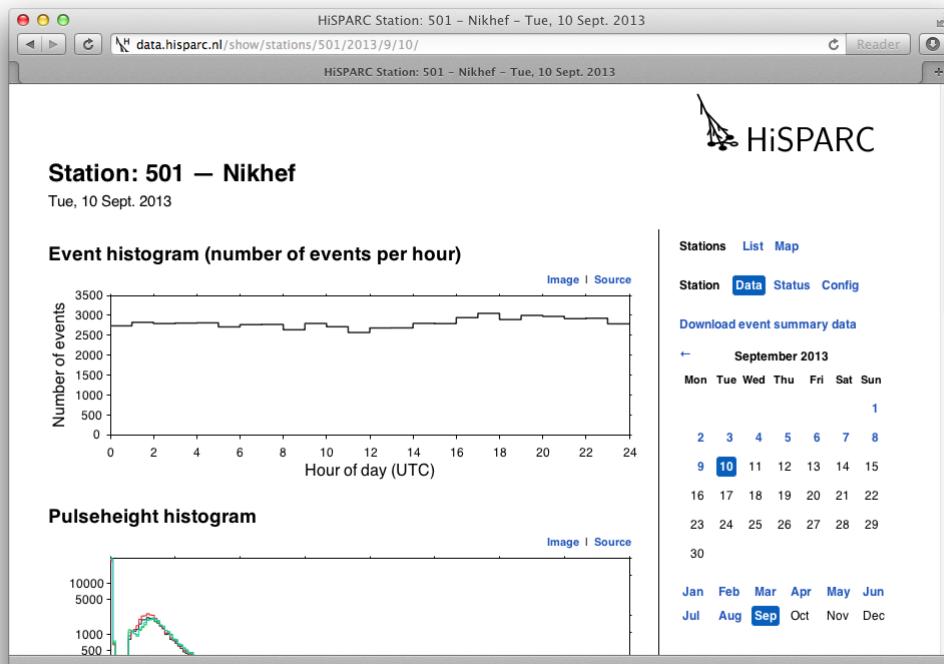 HiSPARC Station: 501 – Nikhef – Tue, 10 Sept. 2013
data.hisparc.nl/show/stations/501/2013/9/10/
Reader
HiSPARC Station: 501 – Nikhef – Tue, 10 Sept. 2013
HiSPARC
Station: 501 — Nikhef
Tue, 10 Sept. 2013
Event histogram (number of events per hour)
Image | Source
Number of events
3500
3000
2500
2000
1500
1000
500
0
0 2 4 6 8 10 12 14 16 18 20 22 24
Hour of day (UTC)
Pulseheight histogram
Image | Source
10000
5000
1000
500
Stations List Map
Station Data Status Config
Download event summary data
← September 2013
Mon Tue Wed Thu Fri Sat Sun
1
2 3 4 5 6 7 8
9 10 11 12 13 14 15
16 17 18 19 20 21 22
23 24 25 26 27 28 29
30
Jan Feb Mar Apr May Jun
Jul Aug Sep Oct Nov Dec